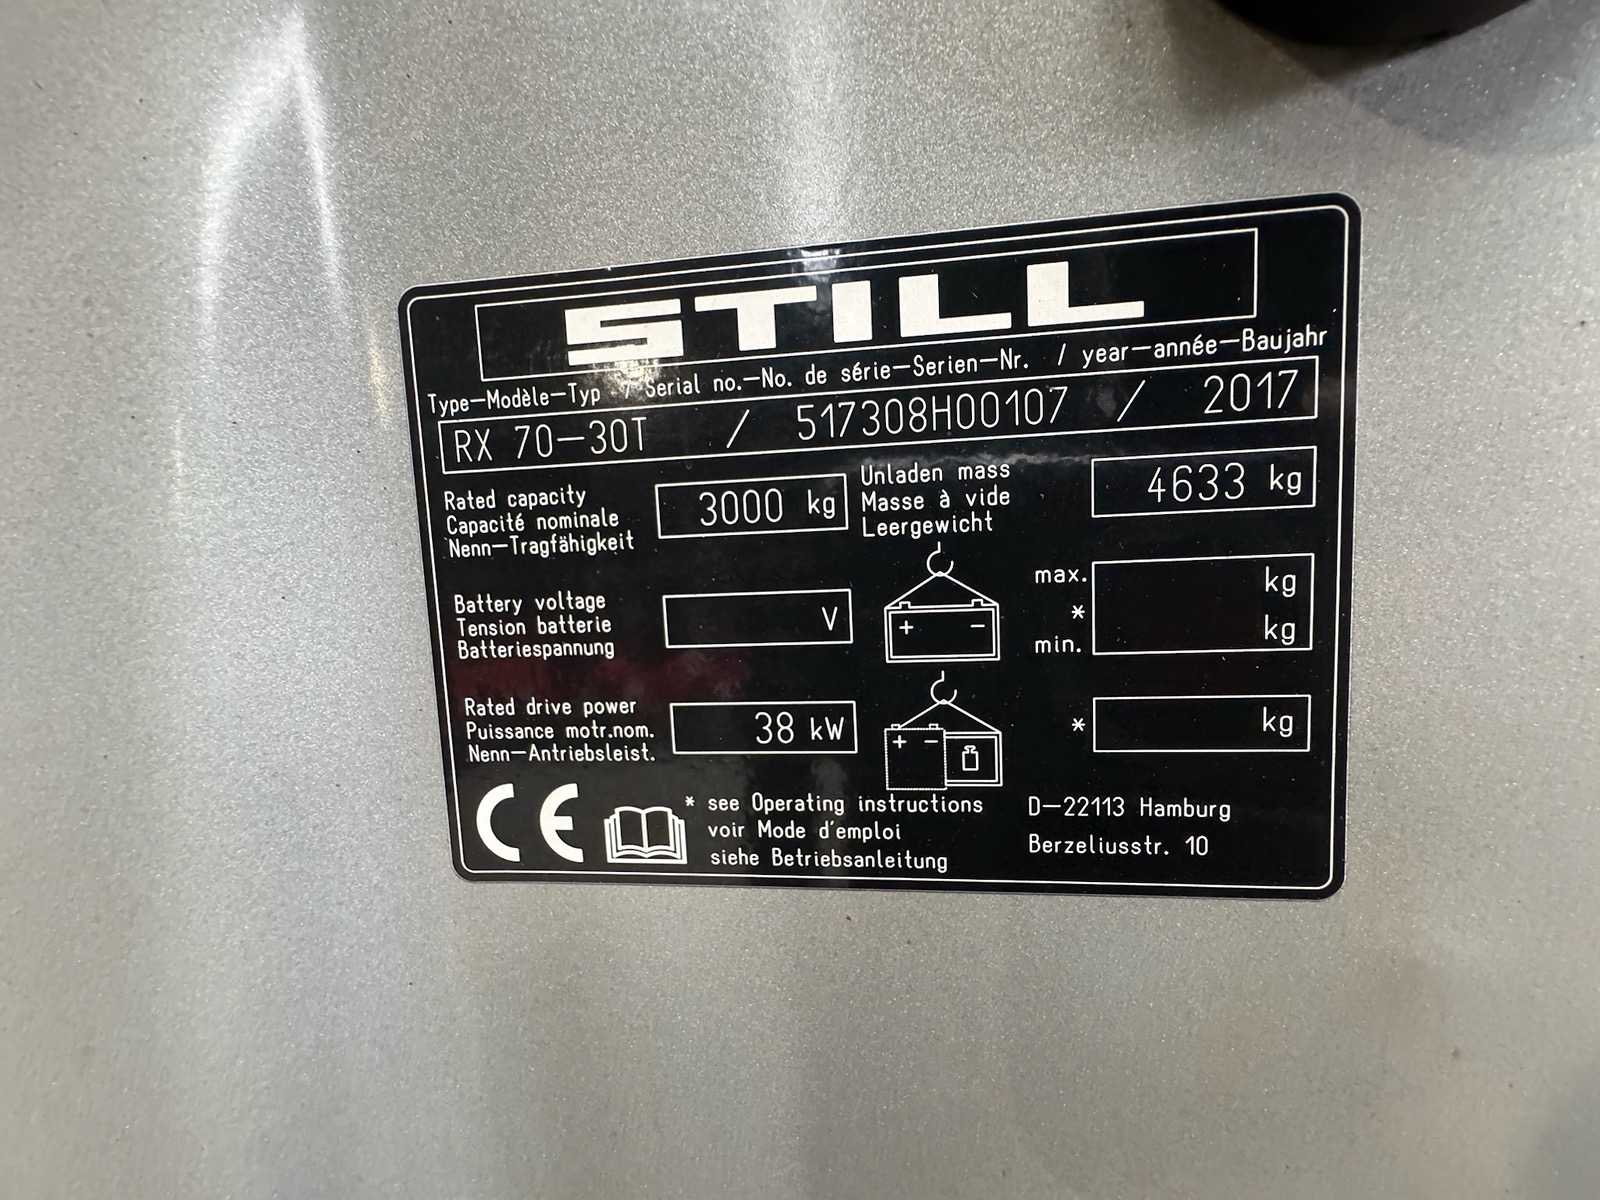 STILL
Type–Modèle–Typ / Serial no.–No. de série–Serien–Nr. / year–année–Baujahr
RX 70–30T / 517308H00107 / 2017
Rated capacity
Capacité nominale
Nenn–Tragfähigkeit
3000 kg
Unladen mass
Masse à vide
Leergewicht
4633 kg
Battery voltage
Tension batterie
Batteriespannung
V
+ −
max.
*
min.
kg
kg
Rated drive power
Puissance motr.nom.
Nenn–Antriebsleist.
38 kW
+ −
* kg
CE
* see Operating instructions
voir Mode d'emploi
siehe Betriebsanleitung
D–22113 Hamburg
Berzeliusstr. 10